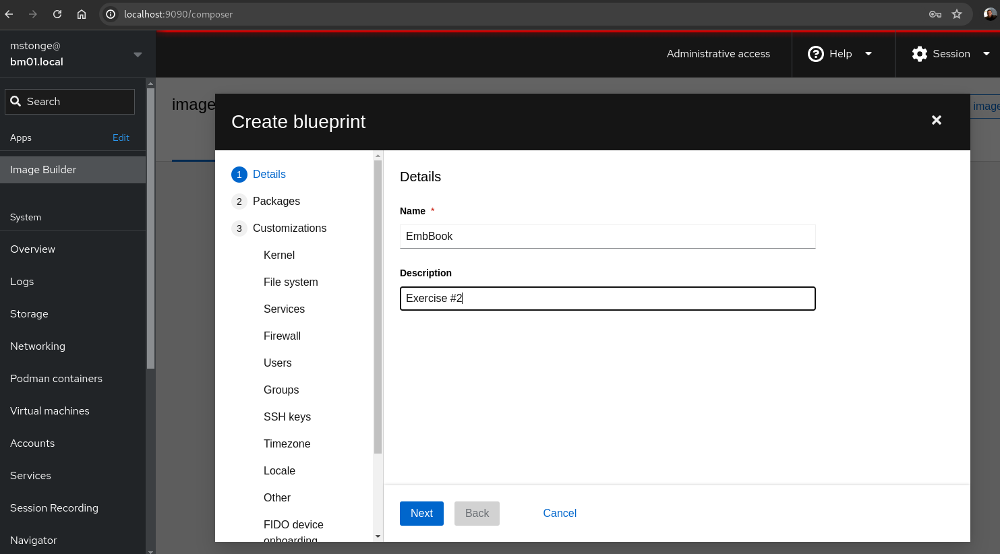 localhost:9090/composer
mstonge@
bm01.local
Administrative access
Help
Session
Search
Apps
Edit
Image Builder
System
Overview
Logs
Storage
Networking
Podman containers
Virtual machines
Accounts
Services
Session Recording
Navigator
image
image
Create blueprint
1 Details
2 Packages
3 Customizations
Kernel
File system
Services
Firewall
Users
Groups
SSH keys
Timezone
Locale
Other
FIDO device
onboarding
Details
Name *
EmbBook
Description
Exercise #2
Next
Back
Cancel